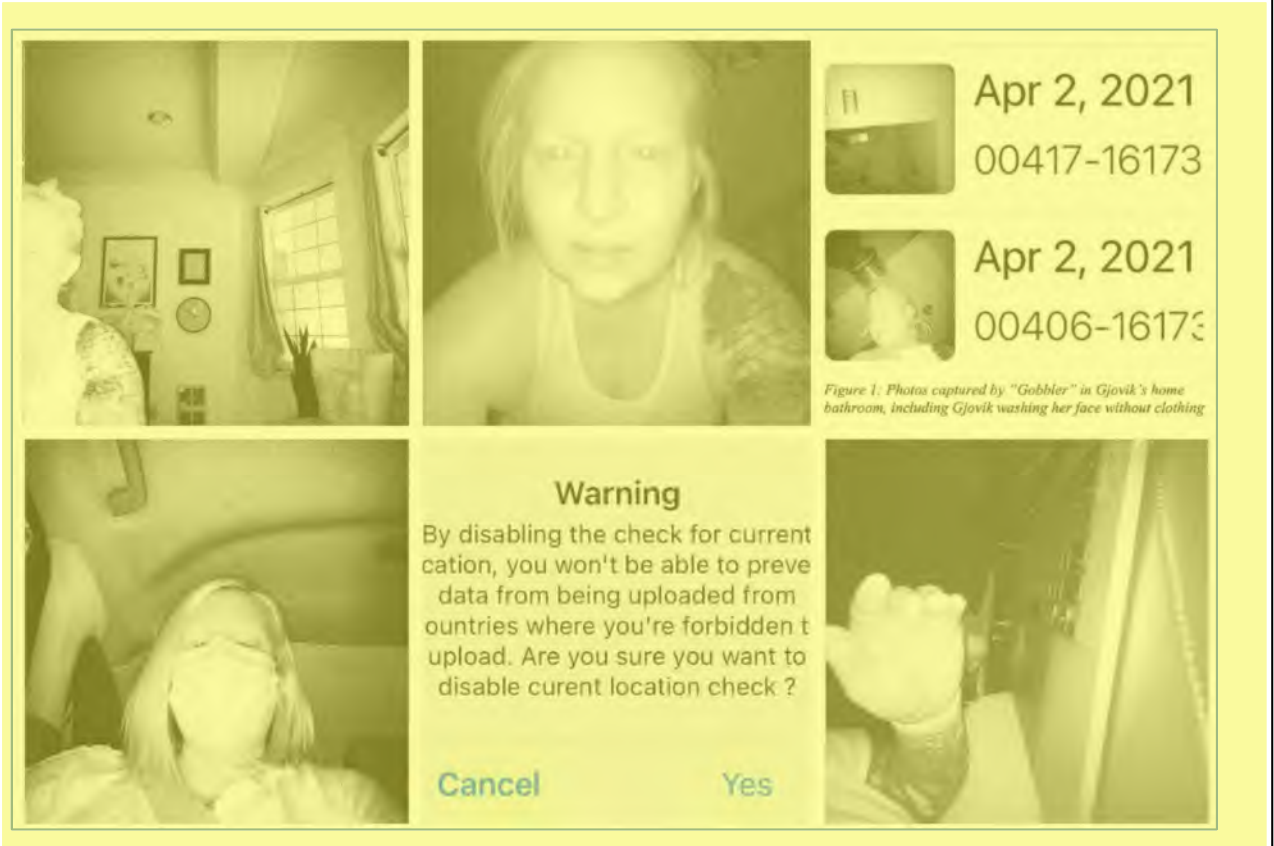 Apr 2, 2021
00417-16173
Apr 2, 2021
00406-16173
Figure 1: Photos captured by "Gobbler" in Gjovik's home
bathroom, including Gjovik washing her face without clothing
Warning
By disabling the check for current
cation, you won't be able to preve
data from being uploaded from
ountries where you're forbidden t
upload. Are you sure you want to
disable curent location check ?
Cancel Yes